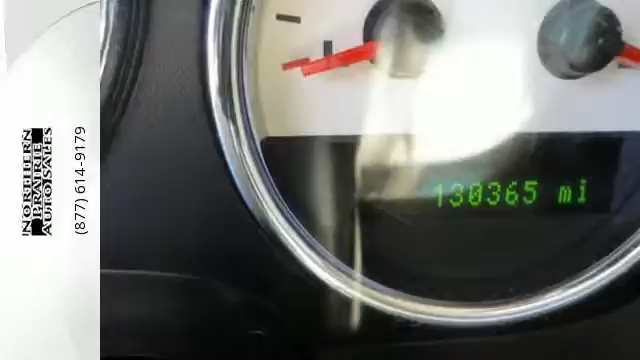 NORTHERN
PRAIRIE
AUTO SALES
(877) 614-9179
130365 mi